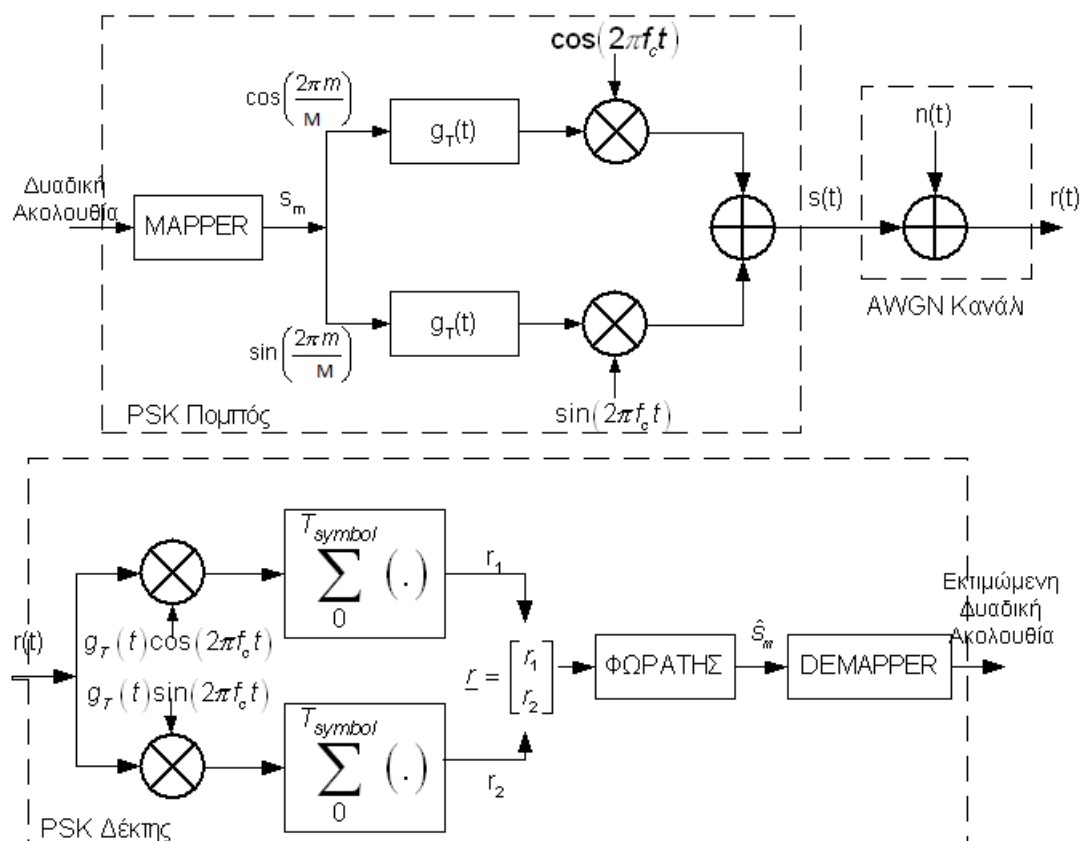 cos(2πf_c t)
cos(2πm/M)
g_T(t)
n(t)
Δυαδική
Ακολουθία
MAPPER
s_m
s(t)
r(t)
AWGN Κανάλι
g_T(t)
sin(2πm/M)
PSK Πομπός
sin(2πf_c t)
T_symbol
∑ (.)
0
r_1
Εκτιμώμενη
Δυαδική
Ακολουθία
r(t)
g_T(t)cos(2πf_c t)
g_T(t)sin(2πf_c t)
r = [r_1 r_2]
ΦΩΡΑΤΗΣ
ŝ_m
DEMAPPER
T_symbol
∑ (.)
0
r_2
PSK Δέκτης